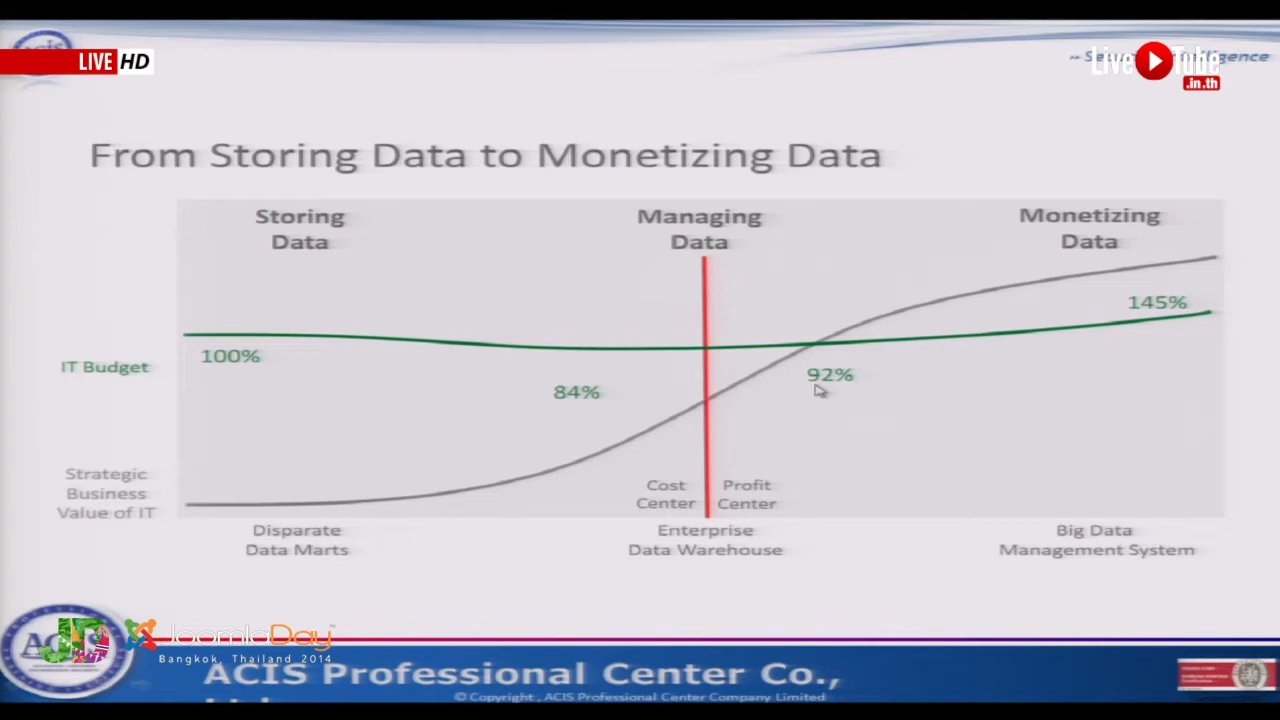 LIVE HD
Live Tube
.in.th
From Storing Data to Monetizing Data
Storing
Data
Managing
Data
Monetizing
Data
145%
100%
IT Budget
92%
84%
Strategic
Business
Value of IT
Cost
Center
Profit
Center
Disparate
Data Marts
Enterprise
Data Warehouse
Big Data
Management System
ACIS
JoomlaDay
Bangkok, Thailand 2014
ACIS Professional Center Co.,
© Copyright , ACIS Professional Center Company Limited